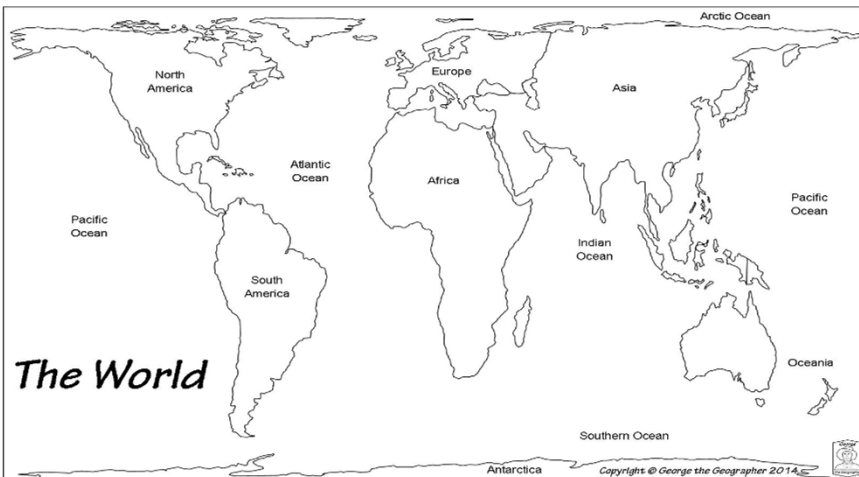 Arctic Ocean
North
America
Europe
Asia
Atlantic
Ocean
Africa
Pacific
Ocean
Pacific
Ocean
Indian
Ocean
South
America
The World
Oceania
Southern Ocean
Antarctica
Copyright © George the Geographer 2014
George